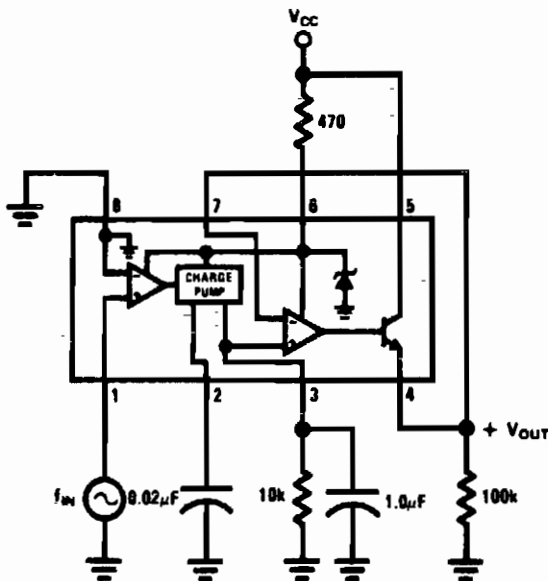 VCC
470
8 7 6 5
CHARGE
PUMP
1 2 3 4
+ VOUT
fIN
0.02µF
10k
1.0µF
100k